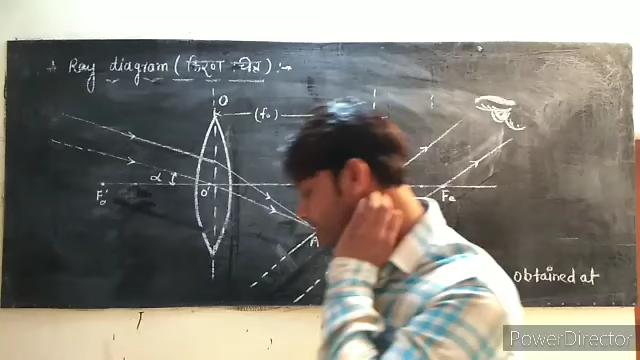 * Ray diagram (किरण चित्र) :→
O
(fo)
α
Fo'
O'
A
Fe
obtained at
PowerDirector